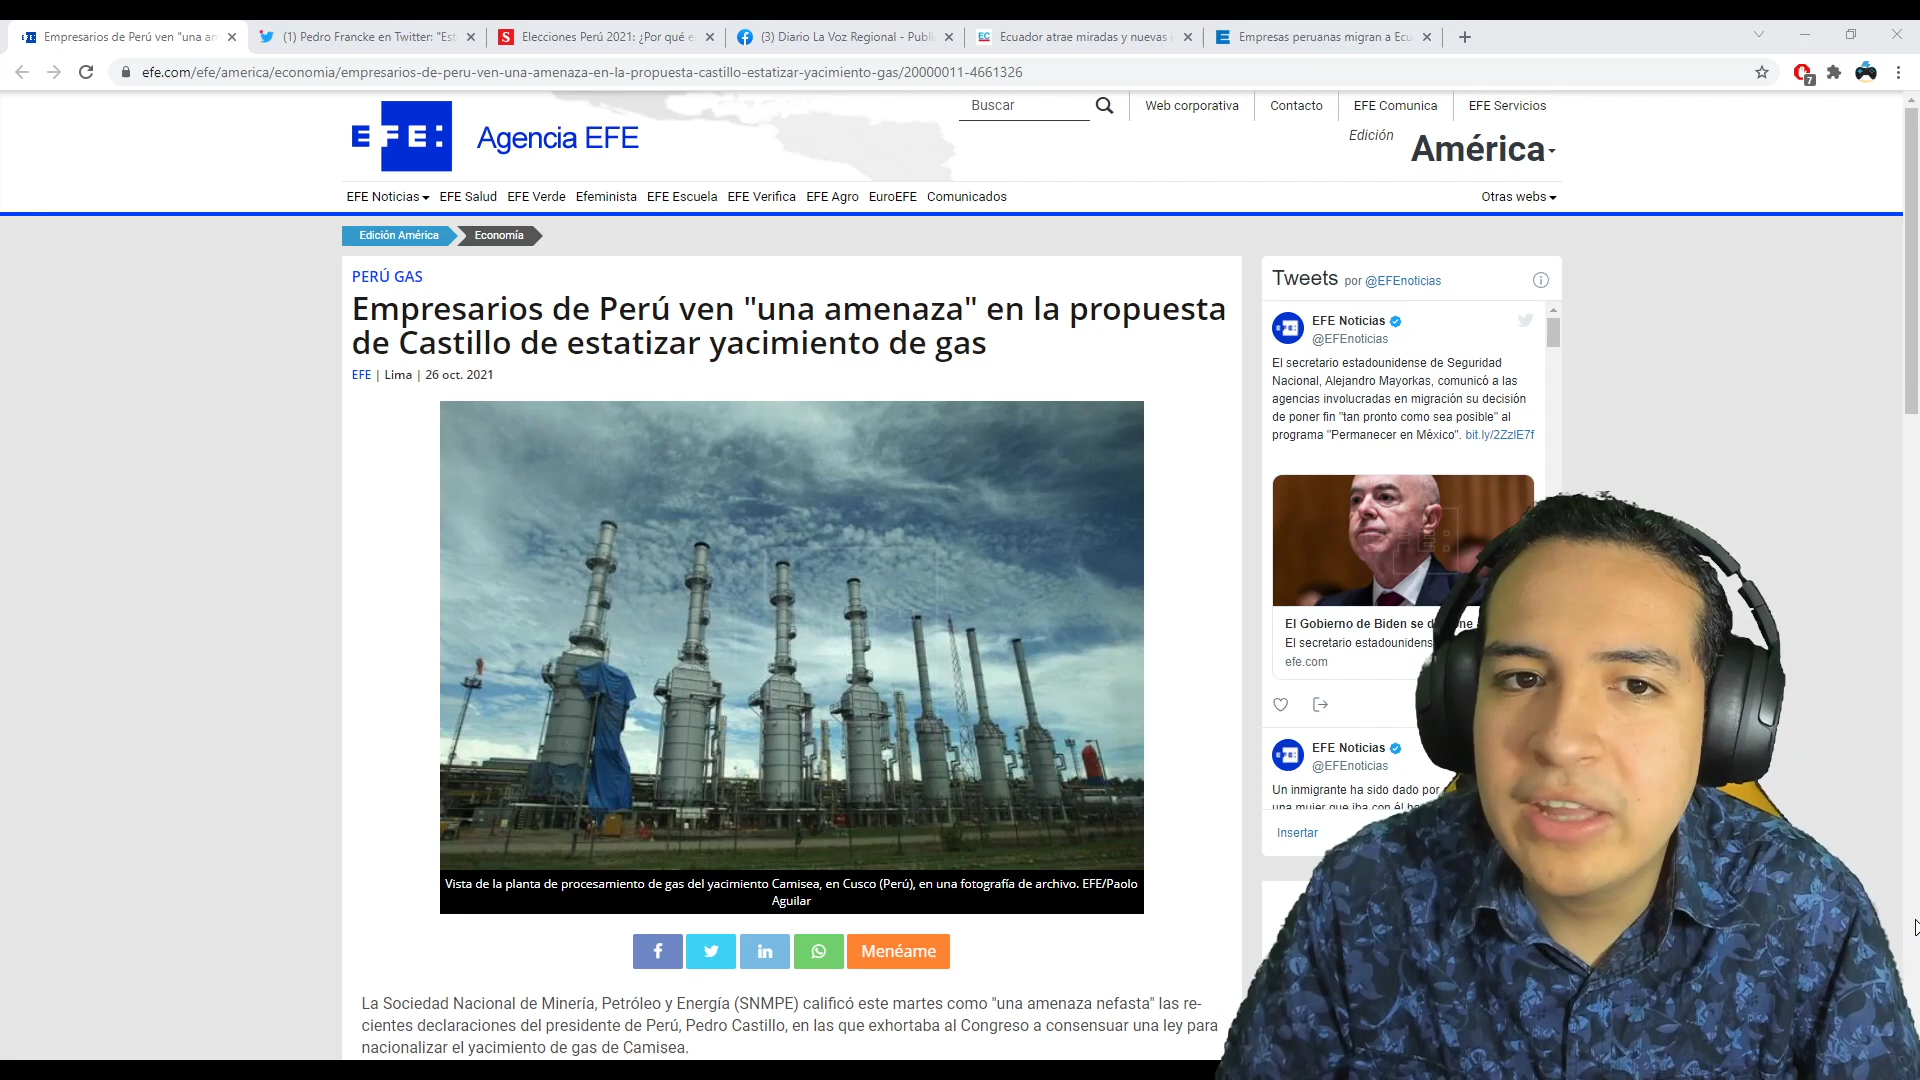 Empresarios de Perú ven "una am
(1) Pedro Francke en Twitter: "Est
Elecciones Perú 2021: ¿Por qué e
(3) Diario La Voz Regional - Publi
Ecuador atrae miradas y nuevas i
Empresas peruanas migran a Ecu
efe.com/efe/america/economia/empresarios-de-peru-ven-una-amenaza-en-la-propuesta-castillo-estatizar-yacimiento-gas/20000011-4661326
7
Buscar
Web corporativa
Contacto
EFE Comunica
EFE Servicios
EFE:
Agencia EFE
Edición
América
EFE Noticias
EFE Salud
EFE Verde
Efeminista
EFE Escuela
EFE Verifica
EFE Agro
EuroEFE
Comunicados
Otras webs
Edición América
Economía
PERÚ GAS
Empresarios de Perú ven "una amenaza" en la propuesta
de Castillo de estatizar yacimiento de gas
EFE | Lima | 26 oct. 2021
Vista de la planta de procesamiento de gas del yacimiento Camisea, en Cusco (Perú), en una fotografía de archivo. EFE/Paolo
Aguilar
Menéame
La Sociedad Nacional de Minería, Petróleo y Energía (SNMPE) calificó este martes como "una amenaza nefasta" las re-
cientes declaraciones del presidente de Perú, Pedro Castillo, en las que exhortaba al Congreso a consensuar una ley para
nacionalizar el yacimiento de gas de Camisea.
Tweets por @EFEnoticias
EFE Noticias
@EFEnoticias
El secretario estadounidense de Seguridad
Nacional, Alejandro Mayorkas, comunicó a las
agencias involucradas en migración su decisión
de poner fin "tan pronto como sea posible" al
programa "Permanecer en México". bit.ly/2ZzlE7f
El Gobierno de Biden se d
El secretario estadounidens
efe.com
EFE Noticias
@EFEnoticias
Un inmigrante ha sido dado por
una mujer que iba con él
Insertar